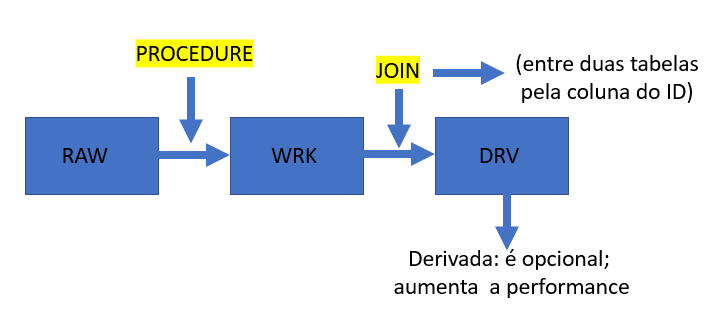 PROCEDURE
JOIN
(entre duas tabelas
pela coluna do ID)
RAW
WRK
DRV
Derivada: é opcional;
aumenta a performance